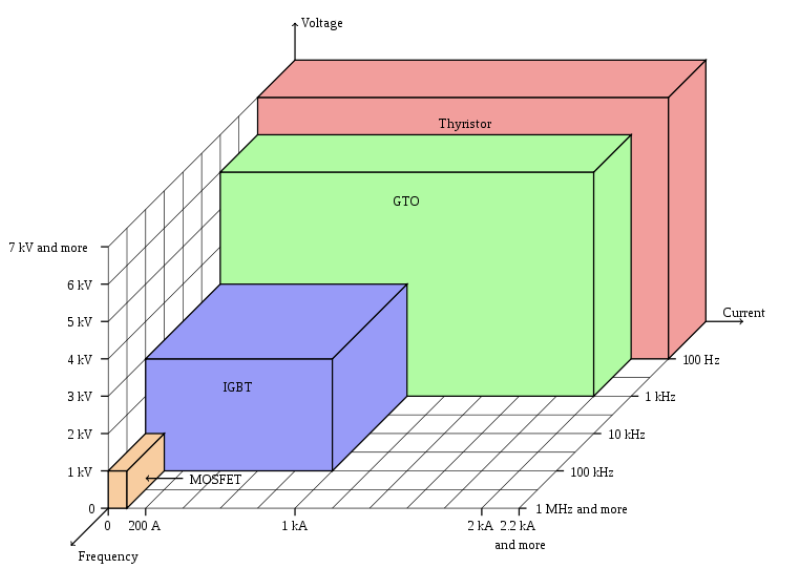 Voltage
Thyristor
GTO
7 kV and more
6 kV
5 kV
Current
4 kV
100 Hz
IGBT
3 kV
1 kHz
2 kV
10 kHz
1 kV
100 kHz
MOSFET
0
1 MHz and more
0
200 A
1 kA
2 kA
2.2 kA
and more
Frequency